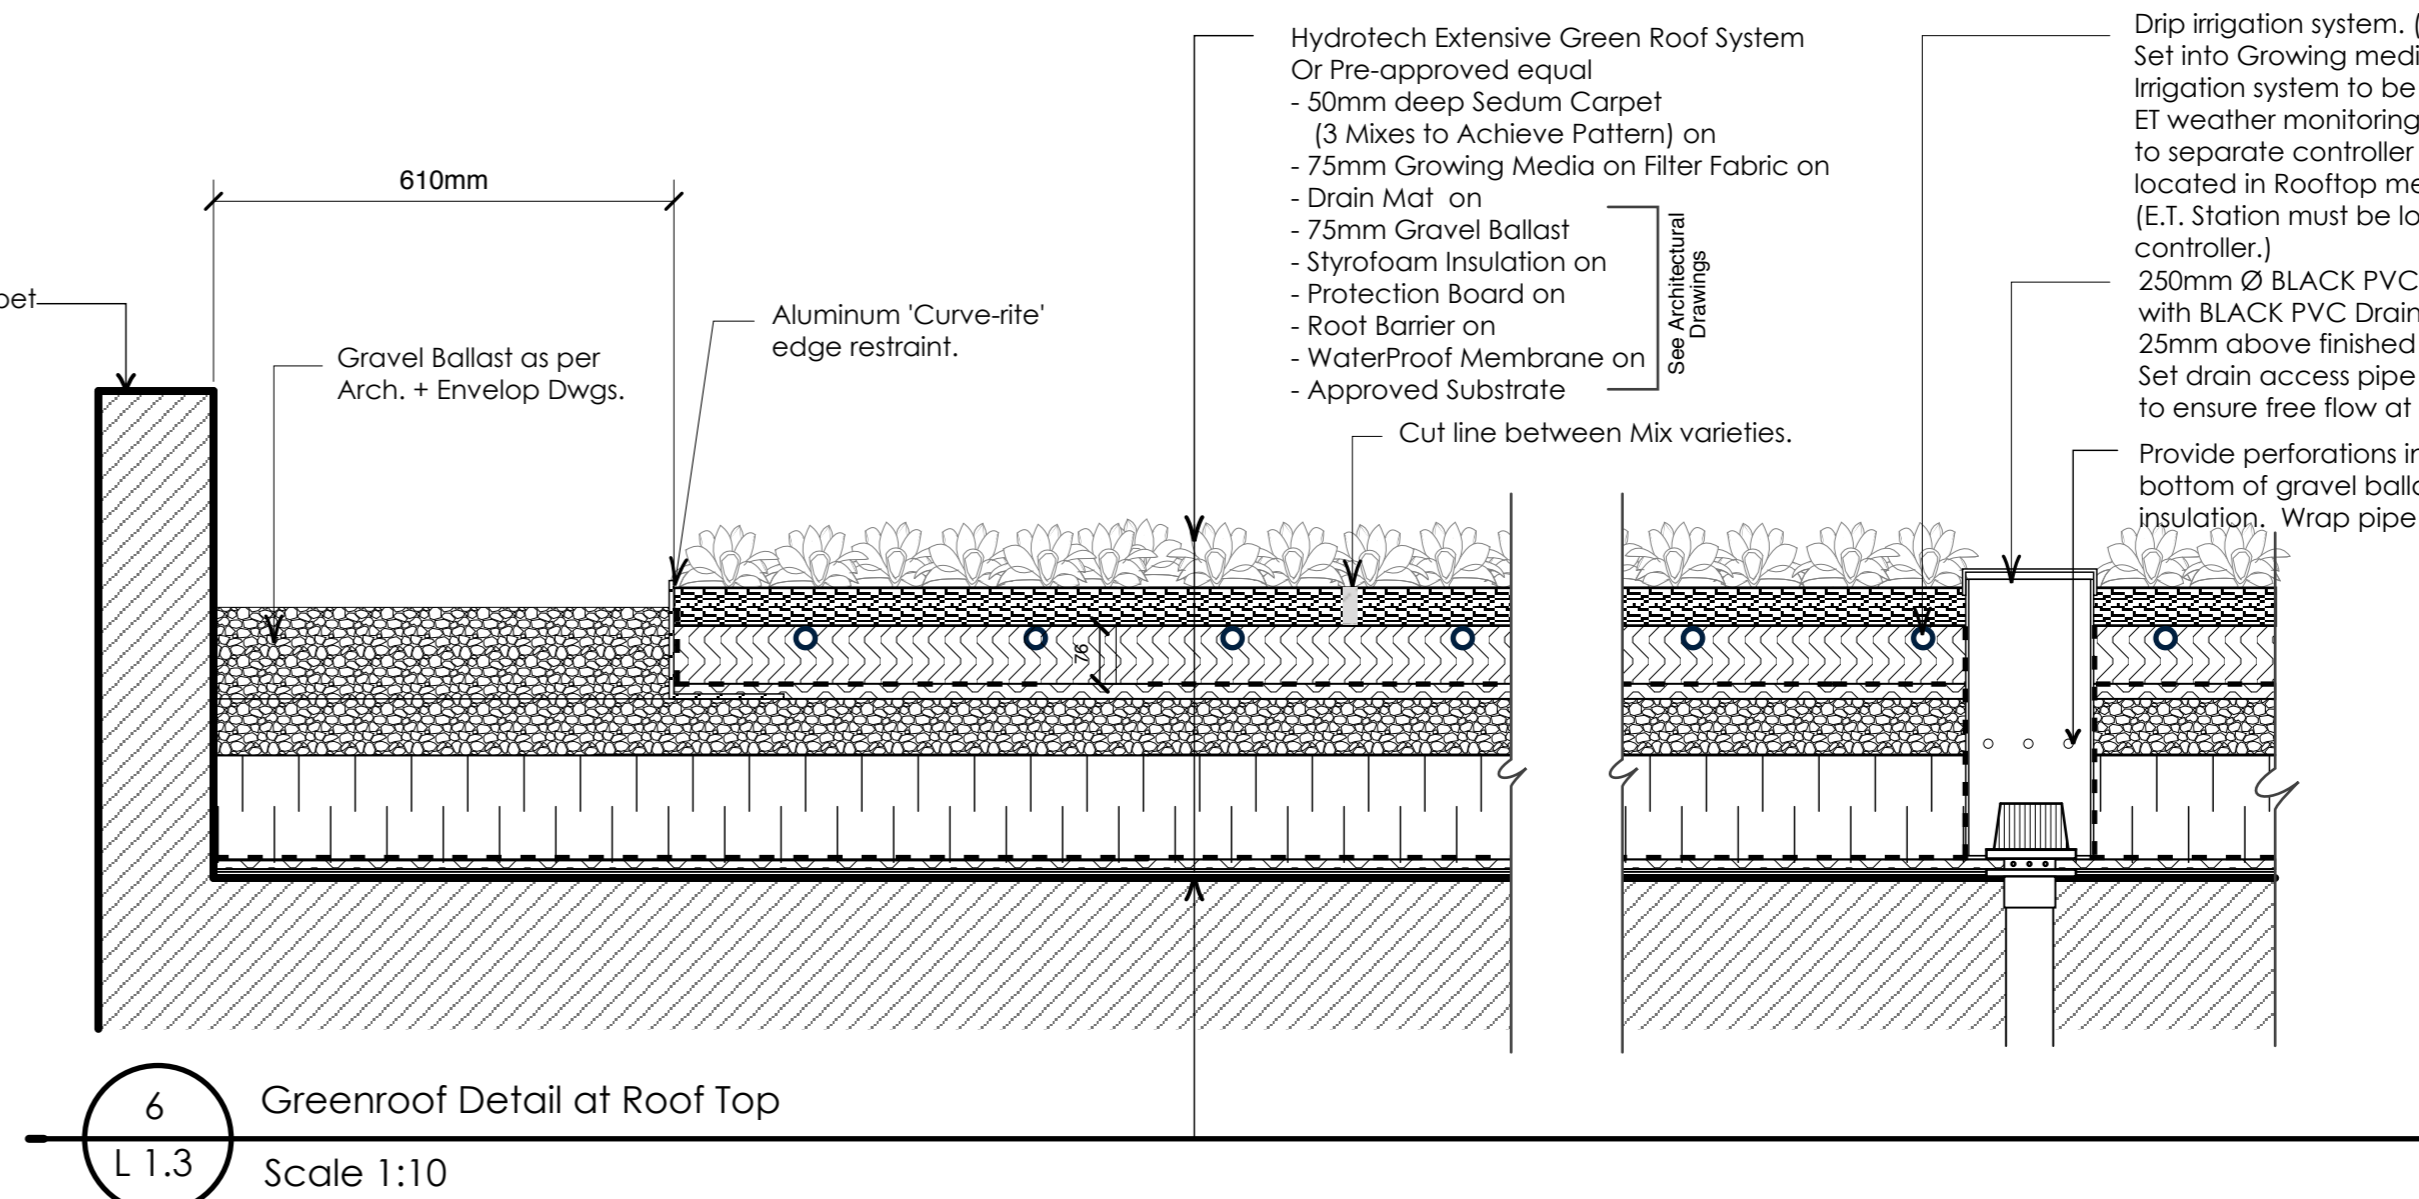 Hydrotech Extensive Green Roof System
Or Pre-approved equal
- 50mm deep Sedum Carpet
(3 Mixes to Achieve Pattern) on
- 75mm Growing Media on Filter Fabric on
- Drain Mat on
- 75mm Gravel Ballast
- Styrofoam Insulation on
- Protection Board on
- Root Barrier on
- WaterProof Membrane on
- Approved Substrate
See Architectural
Drawings
Drip irrigation system. (
Set into Growing medi
Irrigation system to be
ET weather monitoring
to separate controller
located in Rooftop me
(E.T. Station must be lo
controller.)
250mm Ø BLACK PVC
with BLACK PVC Drain
25mm above finished
Set drain access pipe
to ensure free flow at
Provide perforations in
bottom of gravel balla
insulation. Wrap pipe
610mm
pet
Gravel Ballast as per
Arch. + Envelop Dwgs.
Aluminum 'Curve-rite'
edge restraint.
Cut line between Mix varieties.
76
6
L 1.3
Greenroof Detail at Roof Top
Scale 1:10